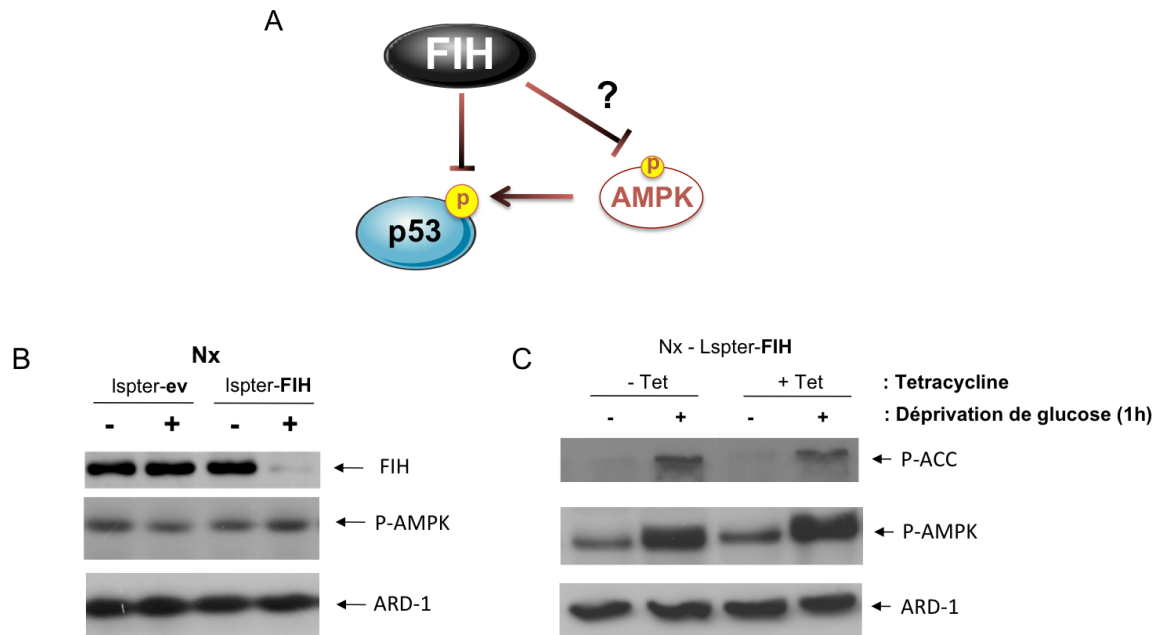 A
FIH
?
p
AMPK
p
p53
B
Nx
lspter-ev lspter-FIH
- + - +
FIH
P-AMPK
ARD-1
C
Nx - Lspter-FIH
- Tet + Tet : Tetracycline
- + - + : Déprivation de glucose (1h)
P-ACC
P-AMPK
ARD-1